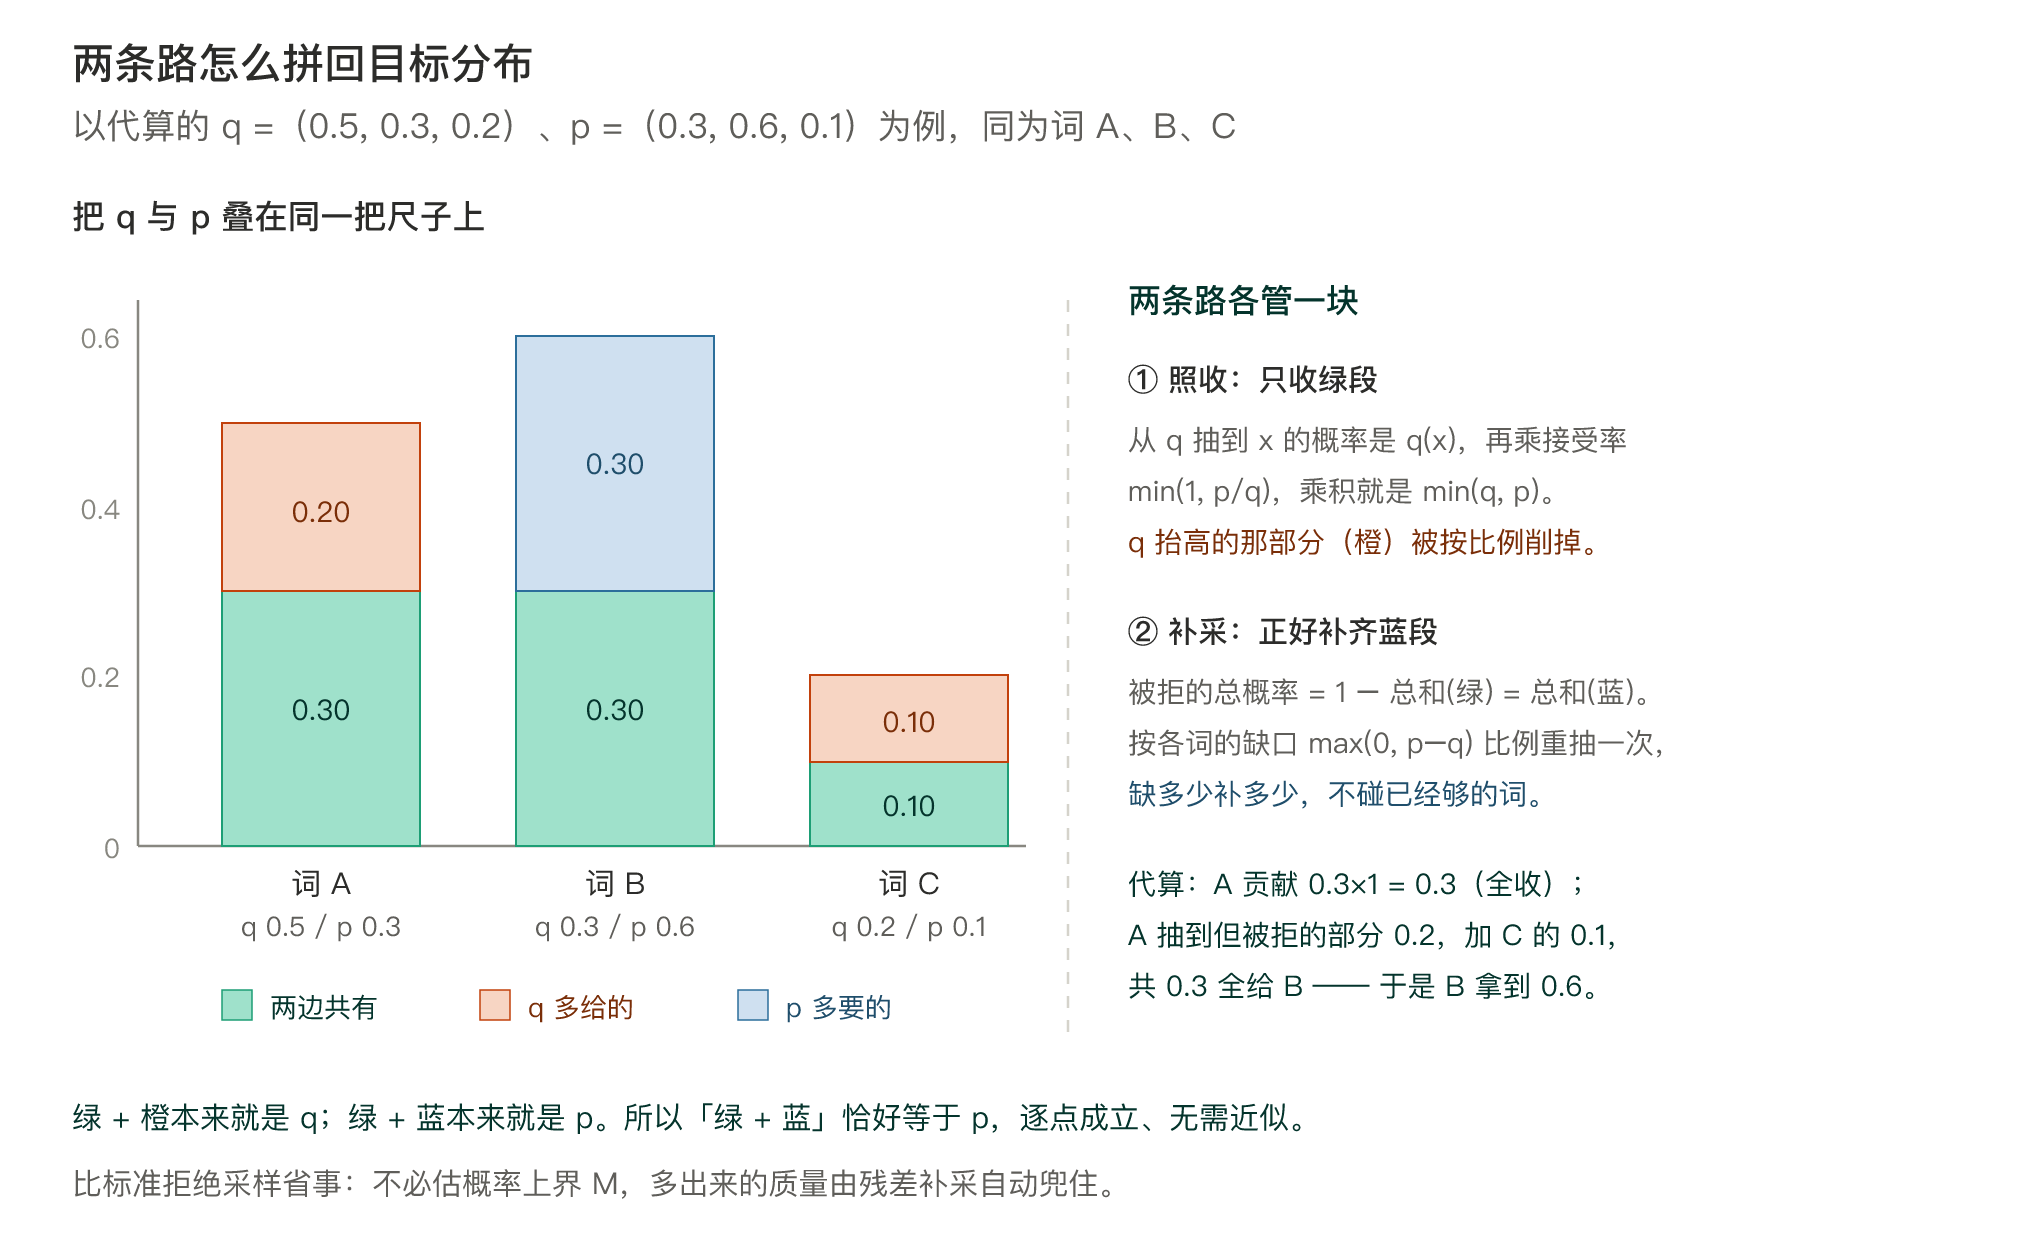 两条路怎么拼回目标分布
以代算的 q =（0.5, 0.3, 0.2）、p =（0.3, 0.6, 0.1）为例，同为词 A、B、C
把 q 与 p 叠在同一把尺子上
0.6
0.4
0.2
0
0.20
0.30
0.30
0.30
0.10
0.10
词 A
词 B
词 C
q 0.5 / p 0.3
q 0.3 / p 0.6
q 0.2 / p 0.1
两边共有
q 多给的
p 多要的
两条路各管一块
① 照收：只收绿段
从 q 抽到 x 的概率是 q(x)，再乘接受率
min(1, p/q)，乘积就是 min(q, p)。
q 抬高的那部分（橙）被按比例削掉。
② 补采：正好补齐蓝段
被拒的总概率 = 1 − 总和(绿) = 总和(蓝)。
按各词的缺口 max(0, p−q) 比例重抽一次，
缺多少补多少，不碰已经够的词。
代算：A 贡献 0.3×1 = 0.3（全收）；
A 抽到但被拒的部分 0.2，加 C 的 0.1，
共 0.3 全给 B —— 于是 B 拿到 0.6。
绿 + 橙本来就是 q；绿 + 蓝本来就是 p。所以「绿 + 蓝」恰好等于 p，逐点成立、无需近似。
比标准拒绝采样省事：不必估概率上界 M，多出来的质量由残差补采自动兜住。